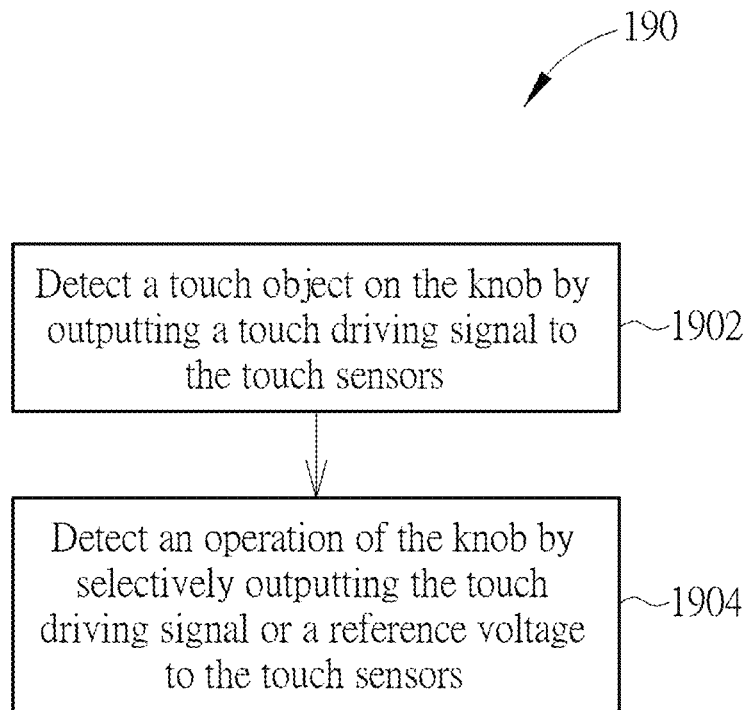 190
Detect a touch object on the knob by
outputting a touch driving signal to
the touch sensors
1902
Detect an operation of the knob by
selectively outputting the touch
driving signal or a reference voltage
to the touch sensors
1904